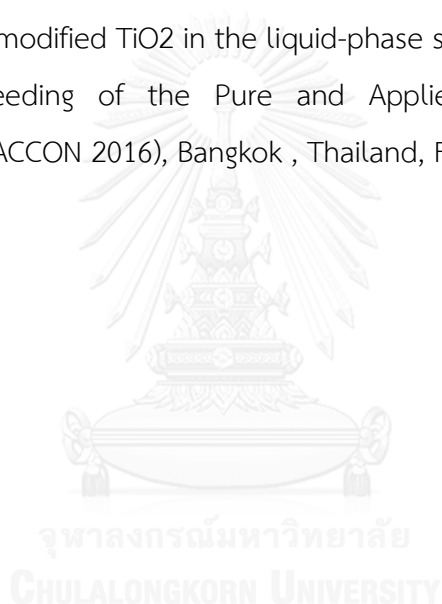 modified TiO2 in the liquid-phase s
eeding of the Pure and Applie
ACCON 2016), Bangkok , Thailand, F
จุฬาลงกรณ์มหาวิทยาลัย
CHULALONGKORN UNIVERSITY